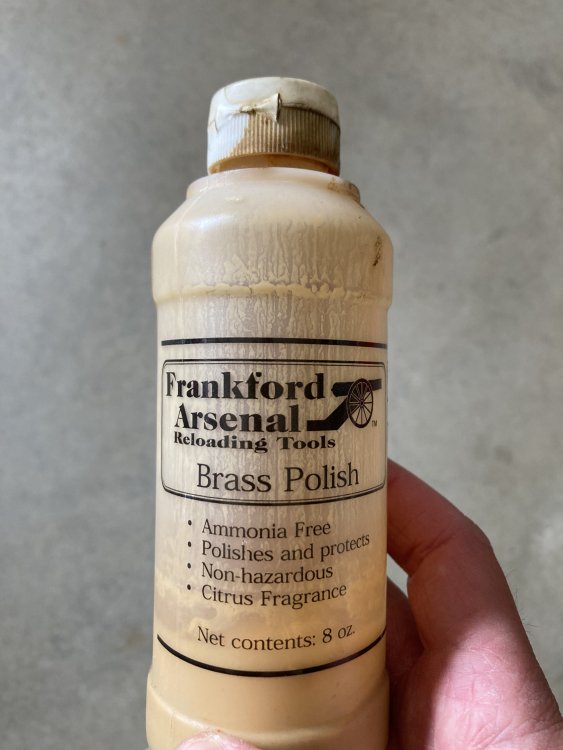 Frankford
Arsenal
™
Reloading Tools
Brass Polish
• Ammonia Free
• Polishes and protects
• Non-hazardous
• Citrus Fragrance
Net contents: 8 oz.